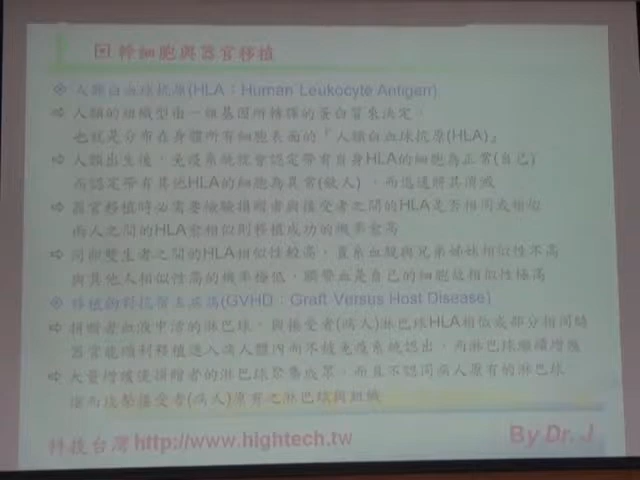 幹細胞與器官移植
人類白血球抗原(HLA：Human Leukocyte Antigen)
人類的組織型由一組基因所轉譯的蛋白質來決定，
也就是分布在身體所有細胞表面的「人類白血球抗原(HLA)」
人類出生後，免疫系統就會認定帶有自身HLA的細胞為正常(自己)
而認定帶有其他HLA的細胞為異常(敵人)，而迅速將其消滅
器官移植時必需要檢驗捐贈者與接受者之間的HLA是否相同或相似
兩人之間的HLA愈相似則移植成功的機率愈高
同卵雙生者之間的HLA相似性較高，直系血親與兄弟姊妹相似性不高
與其他人相似性高的機率極低，臍帶血是自己的細胞故相似性極高
移植物對抗宿主疾病(GVHD：Graft Versus Host Disease)
捐贈者血液中活的淋巴球，與接受者(病人)淋巴球HLA相似或部分相同隨
器官能順利移植進入病人體內而不被免疫系統認出，而淋巴球繼續增殖
大量增殖後捐贈者的淋巴球聚集成眾，而且不認同病人原有的淋巴球
進而攻擊接受者(病人)原有之淋巴球與組織
科技台灣http://www.hightech.tw
By Dr. J